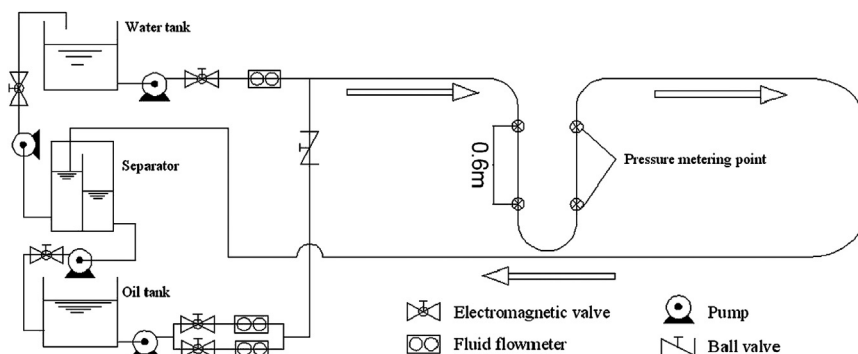 Water tank
Separator
0.6m
Pressure metering point
Oil tank
Electromagnetic valve
Pump
Fluid flowmeter
Ball valve